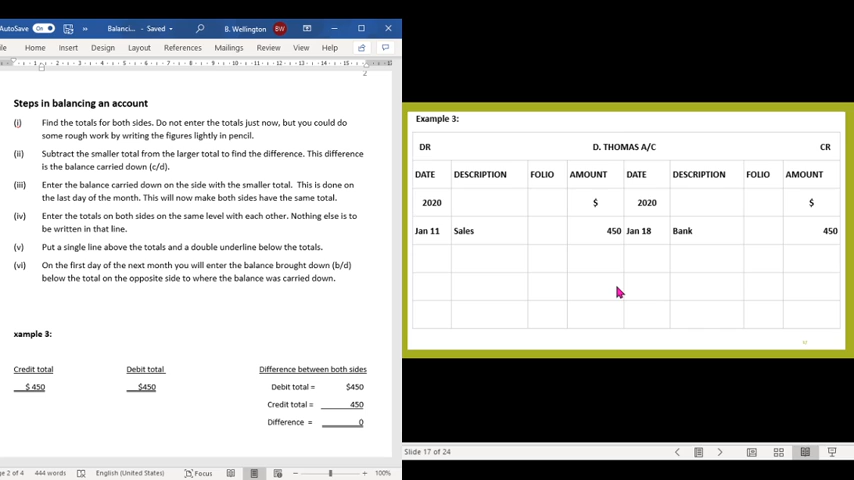 AutoSave On Balanci... - Saved B. Wellington BW
le Home Insert Design Layout References Mailings Review View Help
2
Steps in balancing an account
(i) Find the totals for both sides. Do not enter the totals just now, but you could do
some rough work by writing the figures lightly in pencil.
(ii) Subtract the smaller total from the larger total to find the difference. This difference
is the balance carried down (c/d).
(iii) Enter the balance carried down on the side with the smaller total. This is done on
the last day of the month. This will now make both sides have the same total.
(iv) Enter the totals on both sides on the same level with each other. Nothing else is to
be written in that line.
(v) Put a single line above the totals and a double underline below the totals.
(vi) On the first day of the next month you will enter the balance brought down (b/d)
below the total on the opposite side to where the balance was carried down.
xample 3:
Credit total Debit total Difference between both sides
$ 450 $450 Debit total = $450
Credit total = 450
Difference = 0
ge 2 of 4 444 words English (United States) Focus 100%
Example 3:
DR D. THOMAS A/C CR
DATE DESCRIPTION FOLIO AMOUNT DATE DESCRIPTION FOLIO AMOUNT
2020 $ 2020 $
Jan 11 Sales 450 Jan 18 Bank 450
Slide 17 of 24